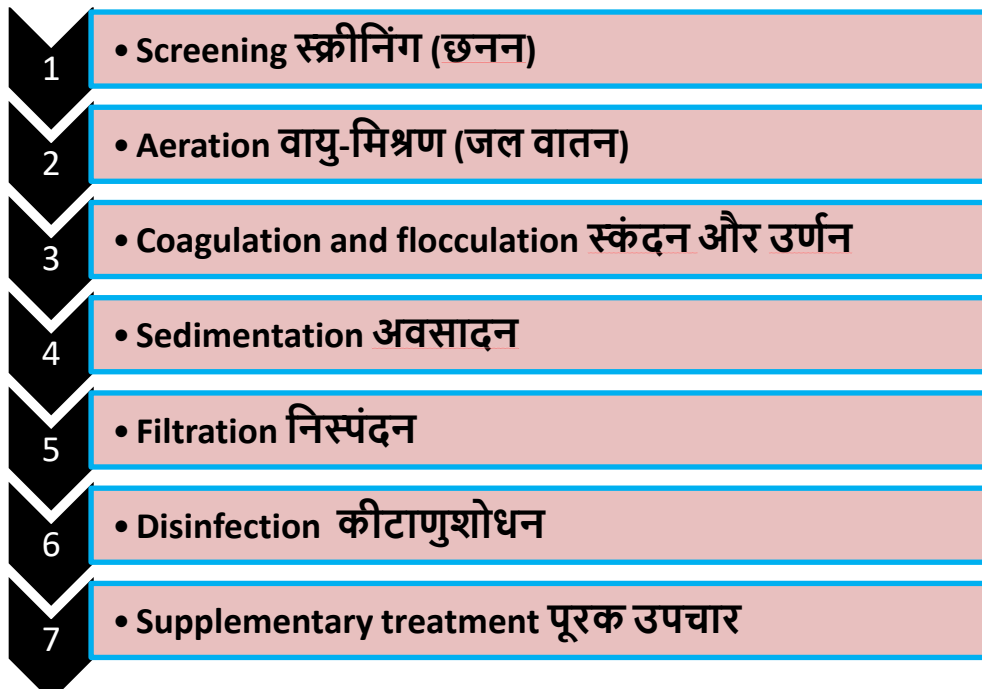 1 • Screening स्क्रीनिंग (छनन)
2 • Aeration वायु-मिश्रण (जल वातन)
3 • Coagulation and flocculation स्कंदन और उर्णन
4 • Sedimentation अवसादन
5 • Filtration निस्पंदन
6 • Disinfection कीटाणुशोधन
7 • Supplementary treatment पूरक उपचार